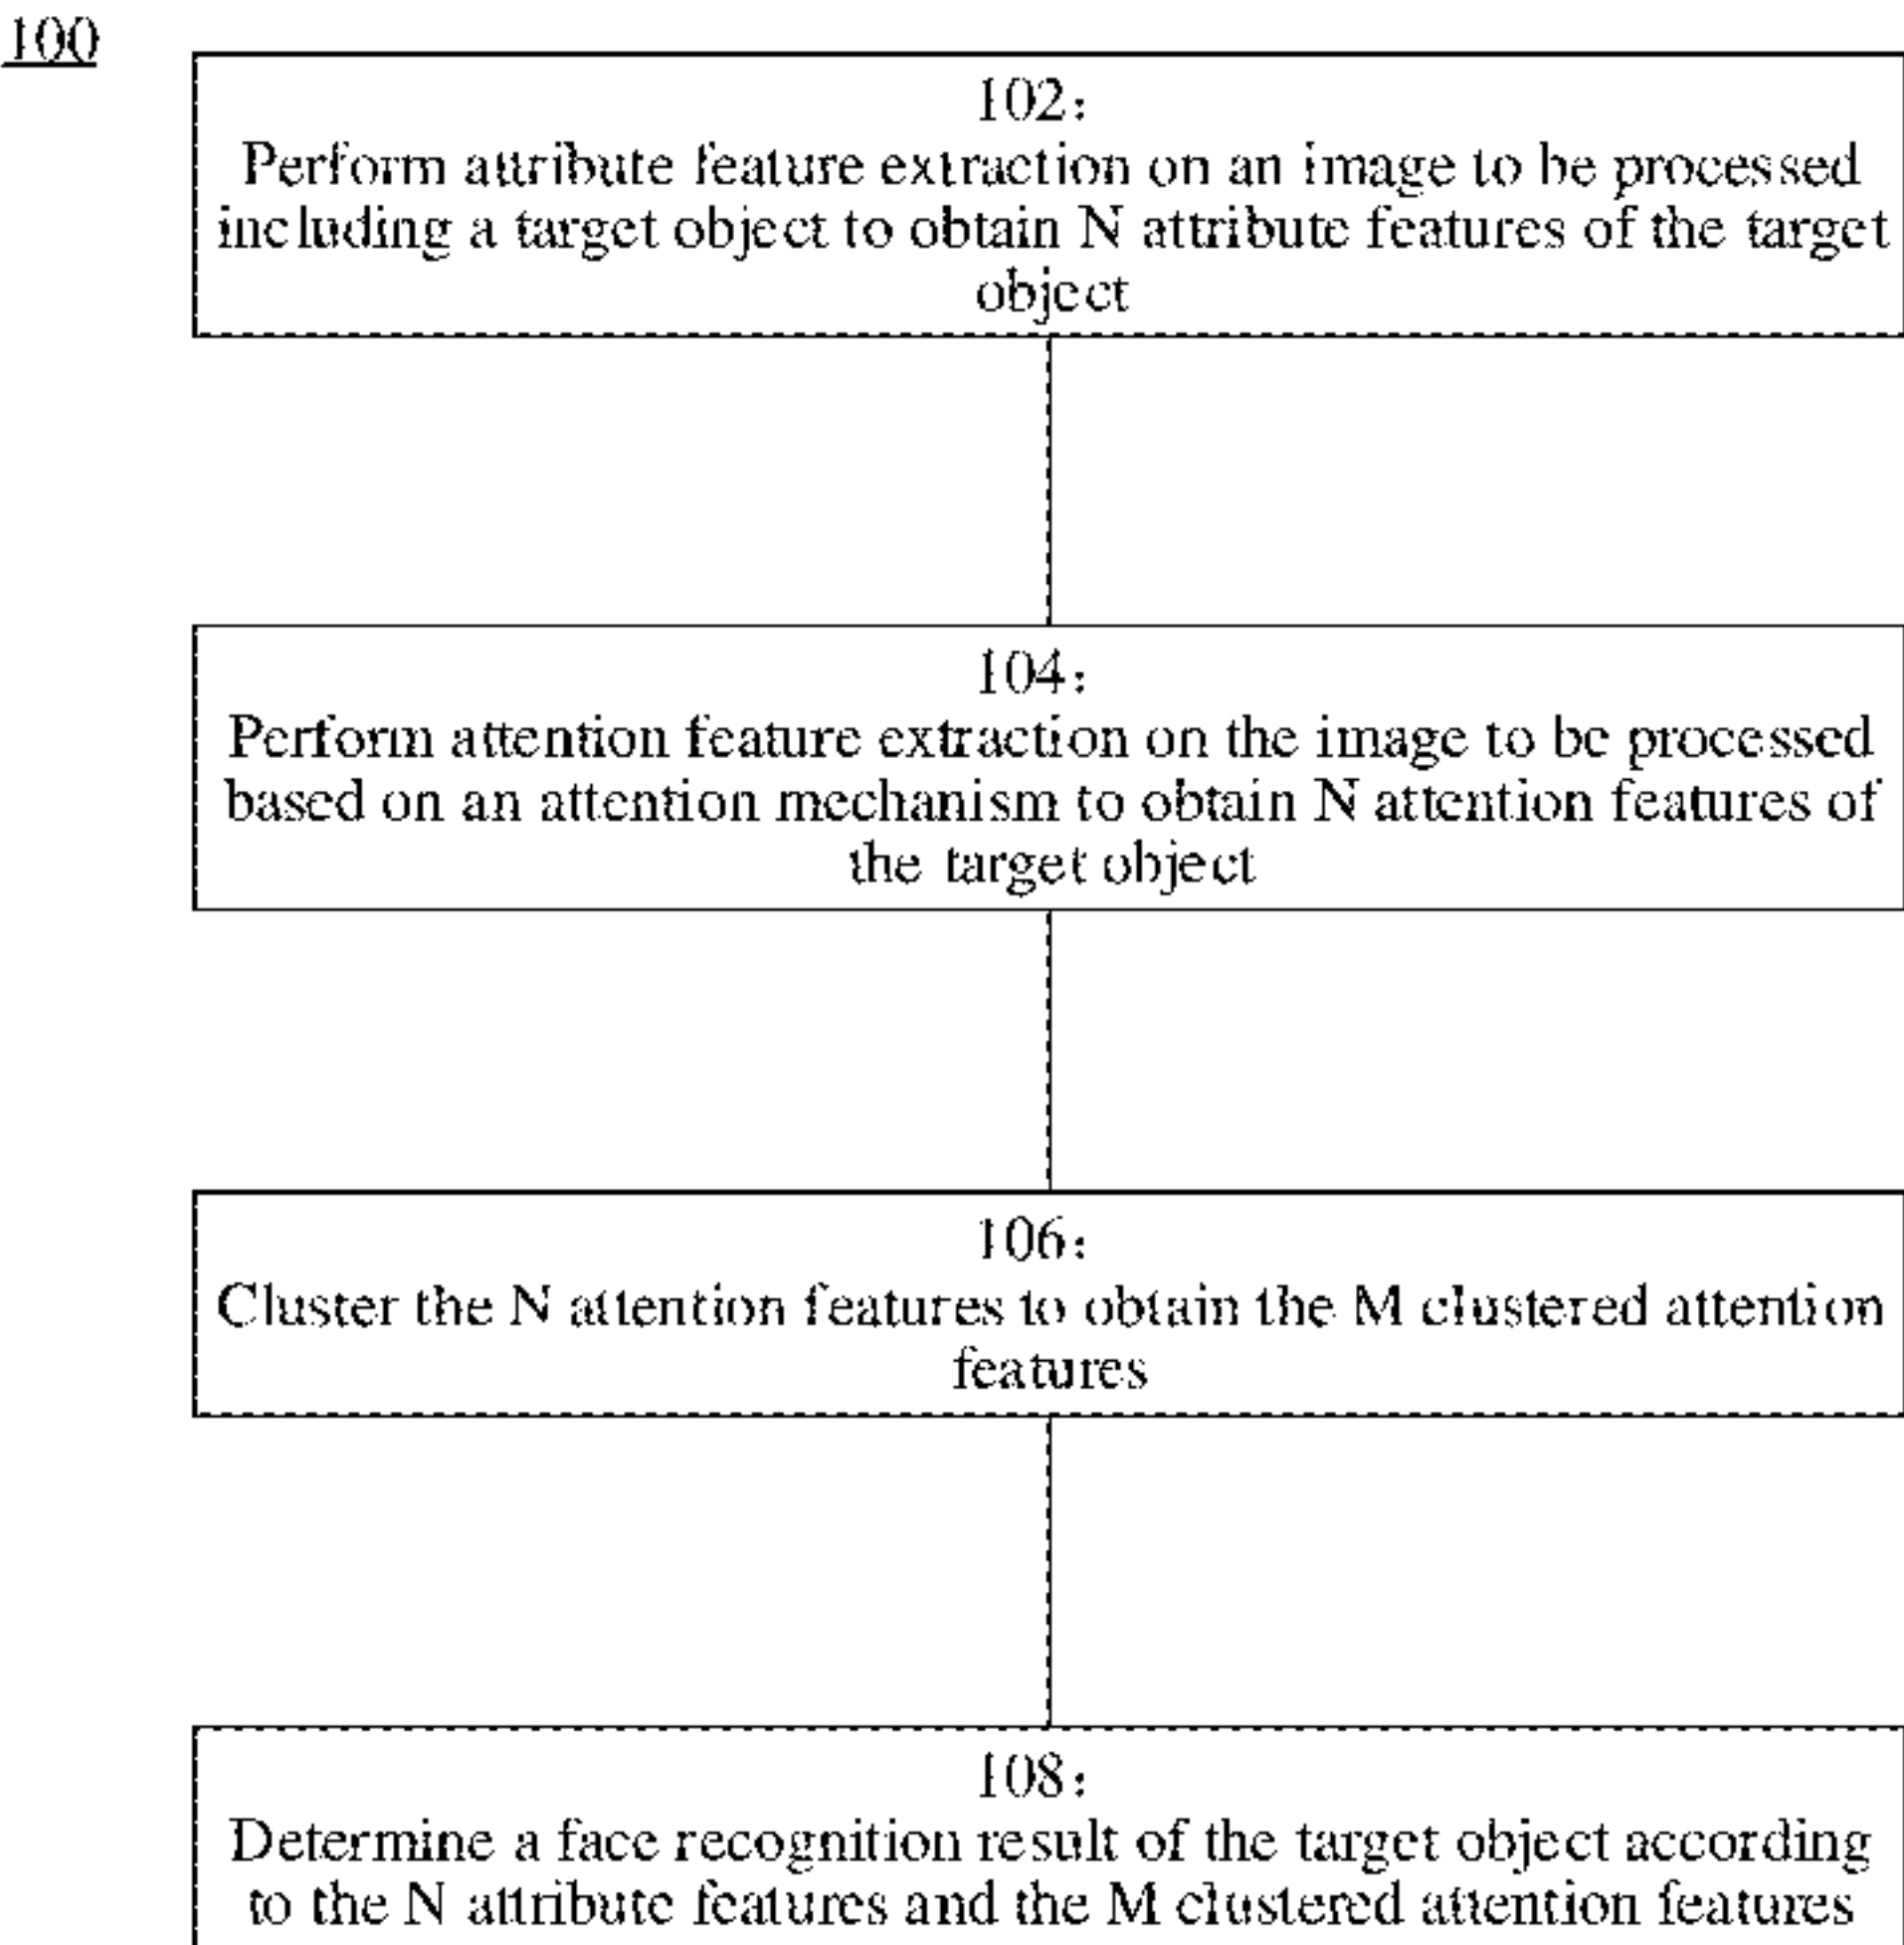 100
102:
Perform attribute feature extraction on an image to be processed
including a target object to obtain N attribute features of the target
object
104:
Perform attention feature extraction on the image to be processed
based on an attention mechanism to obtain N attention features of
the target object
106:
Cluster the N attention features to obtain the M clustered attention
features
108:
Determine a face recognition result of the target object according
to the N attribute features and the M clustered attention features